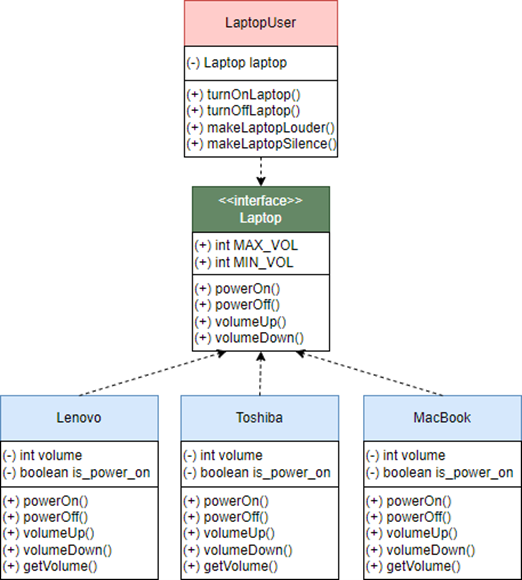 LaptopUser
(-) Laptop laptop
(+) turnOnLaptop()
(+) turnOffLaptop()
(+) makeLaptopLouder()
(+) makeLaptopSilence()
<<interface>>
Laptop
(+) int MAX_VOL
(+) int MIN_VOL
(+) powerOn()
(+) powerOff()
(+) volumeUp()
(+) volumeDown()
Lenovo
(-) int volume
(-) boolean is_power_on
(+) powerOn()
(+) powerOff()
(+) volumeUp()
(+) volumeDown()
(+) getVolume()
Toshiba
(-) int volume
(-) boolean is_power_on
(+) powerOn()
(+) powerOff()
(+) volumeUp()
(+) volumeDown()
(+) getVolume()
MacBook
(-) int volume
(-) boolean is_power_on
(+) powerOn()
(+) powerOff()
(+) volumeUp()
(+) volumeDown()
(+) getVolume()